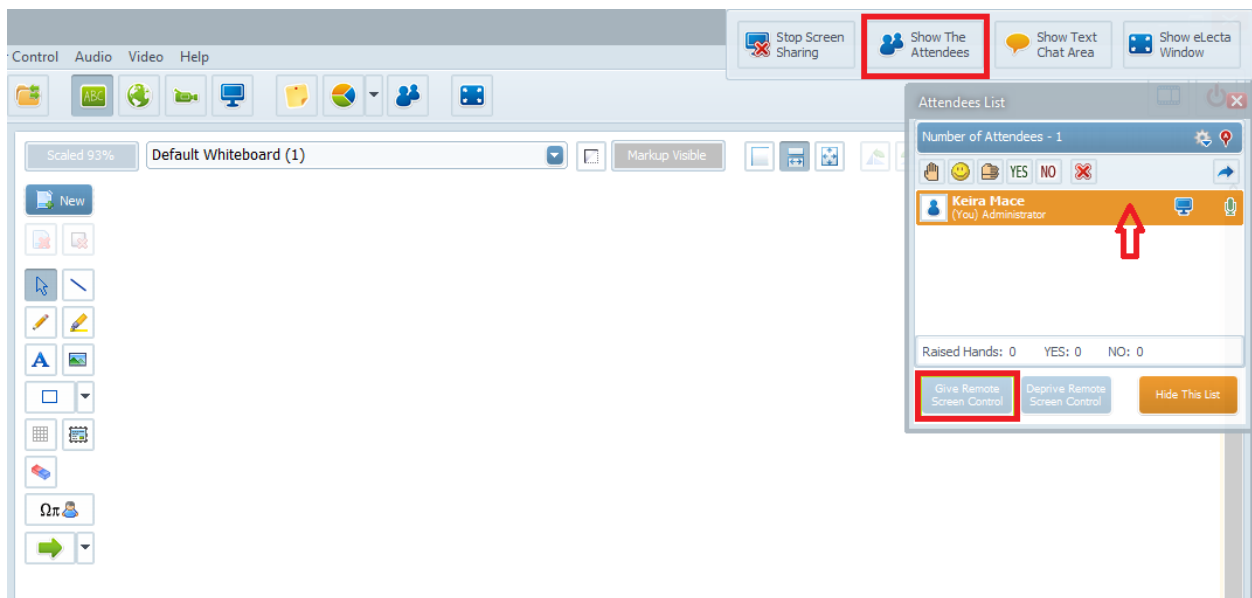 Stop Screen
Sharing
Show The
Attendees
Show Text
Chat Area
Show eLecta
Window
Control Audio Video Help
ABC
Attendees List
Number of Attendees - 1
Scaled 93%
Default Whiteboard (1)
Markup Visible
YES NO
New
Keira Mace
(You) Administrator
A
Raised Hands: 0 YES: 0 NO: 0
Give Remote
Screen Control
Deprive Remote
Screen Control
Hide This List
Ωπ